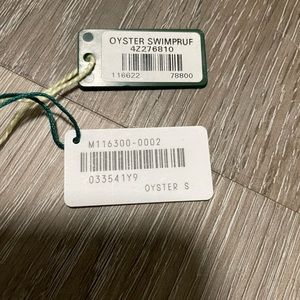 OYSTER SWIMPRUF
4Z276810
116622 78800
M116300-0002
033541Y9
OYSTER S